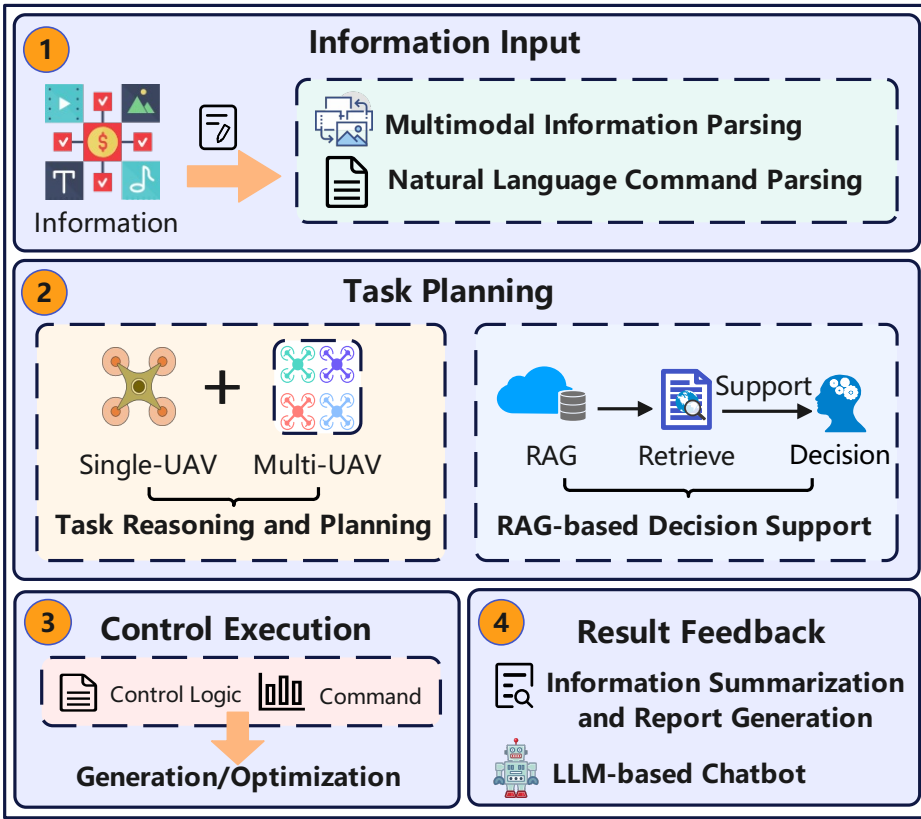 1
Information Input
$
T
Multimodal Information Parsing
Natural Language Command Parsing
Information
2
Task Planning
+
Support
Single-UAV
Multi-UAV
RAG
Retrieve
Decision
Task Reasoning and Planning
RAG-based Decision Support
3
Control Execution
Control Logic
Command
Generation/Optimization
4
Result Feedback
Information Summarization
and Report Generation
LLM-based Chatbot